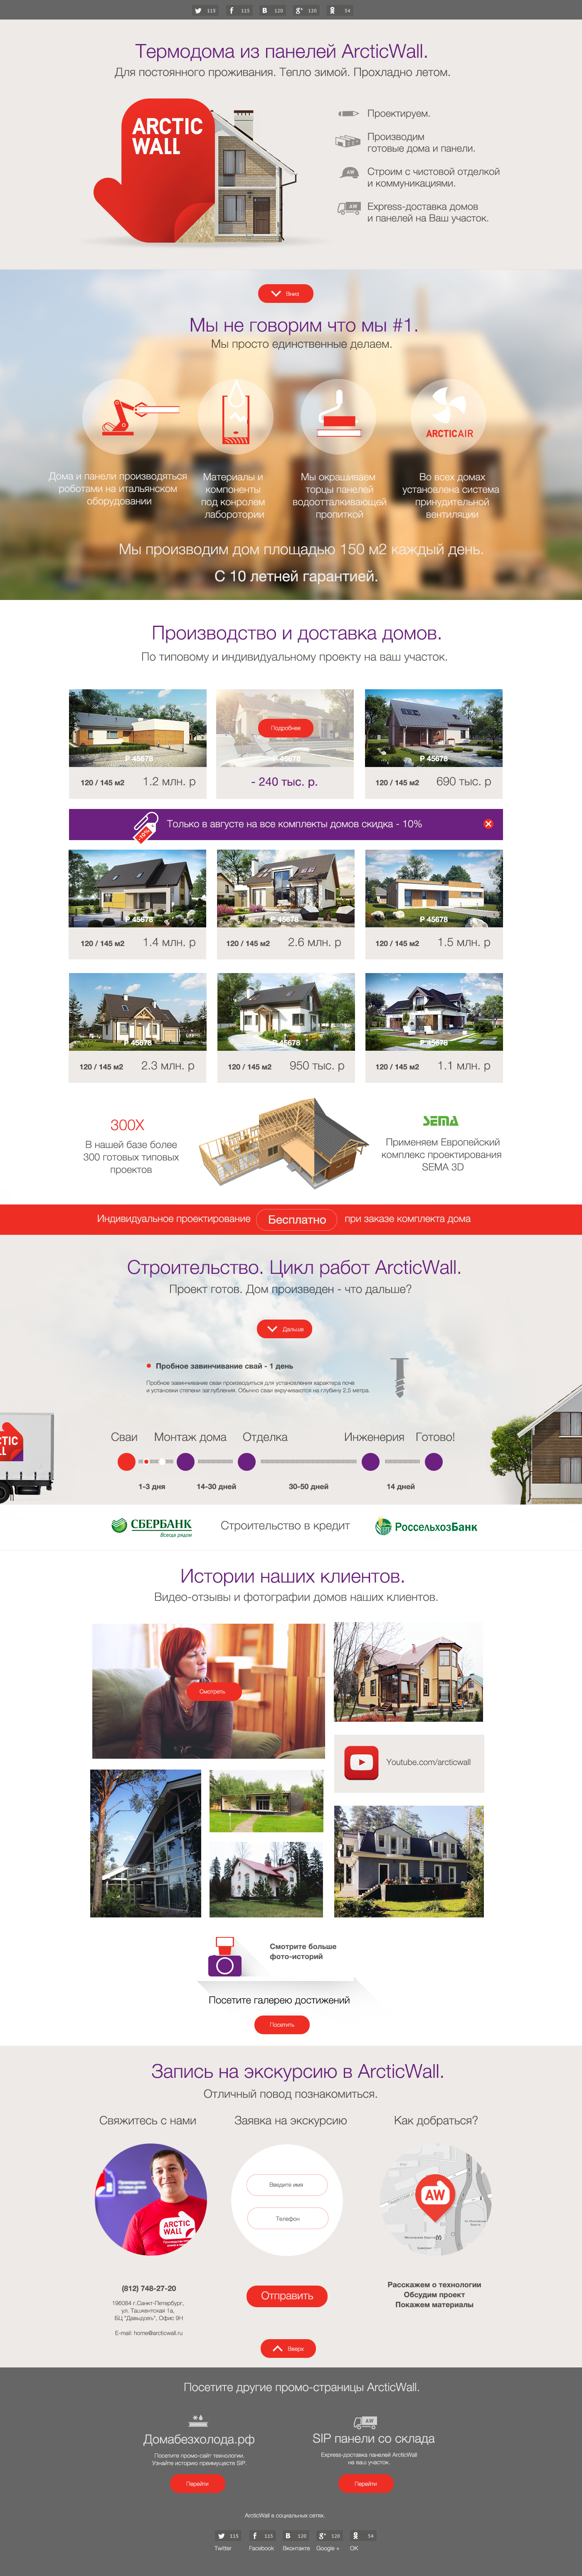 115 115 120 120 54
Термодома из панелей ArcticWall.
Для постоянного проживания. Тепло зимой. Прохладно летом.
ARCTIC
WALL
Проектируем.
Производим
готовые дома и панели.
AW
Строим с чистовой отделкой
и коммуникациями.
AW
Express-доставка домов
и панелей на Ваш участок.
Вниз
Мы не говорим что мы #1.
Мы просто единственные делаем.
ARCTICAIR
Дома и панели производяться
роботами на итальянском
оборудовании
Материалы и
компоненты
под конролем
лаборотории
Мы окрашиваем
торцы панелей
водоотталкивающей
пропиткой
Во всех домах
установлена система
принудительной
вентиляции
Мы производим дом площадью 150 м2 каждый день.
С 10 летней гарантией.
Производство и доставка домов.
По типовому и индивидуальному проекту на ваш участок.
P 45678
Подробнее
P 45678
P 45678
120 / 145 м2 1.2 млн. р
- 240 тыс. р.
120 / 145 м2 690 тыс. р
-10%
Только в августе на все комплекты домов скидка - 10%
P 45678
P 45678
P 45678
120 / 145 м2 1.4 млн. р
120 / 145 м2 2.6 млн. р
120 / 145 м2 1.5 млн. р
P 45678
P 45678
P 45678
120 / 145 м2 2.3 млн. р
120 / 145 м2 950 тыс. р
120 / 145 м2 1.1 млн. р
300X
В нашей базе более
300 готовых типовых
проектов
SEMA
Применяем Европейский
комплекс проектирования
SEMA 3D
Индивидуальное проектирование Бесплатно при заказе комплекта дома
Строительство. Цикл работ ArcticWall.
Проект готов. Дом произведен - что дальше?
Дальше
Пробное завинчивание свай - 1 день
Пробное завинчивание сваи производиться для установления характера почв
и установки степени заглубления. Обычно сваи вкручиваются на глубину 2,5 метра.
TIC
LL
Сваи Монтаж дома Отделка Инженерия Готово!
1-3 дня 14-30 дней 30-50 дней 14 дней
СБЕРБАНК
Всегда рядом
Строительство в кредит
РоссельхозБанк
Истории наших клиентов.
Видео-отзывы и фотографии домов наших клиентов.
Смотреть
Youtube.com/arcticwall
Смотрите больше
фото-историй
Посетите галерею достижений
Посетить
Запись на экскурсию в ArcticWall.
Отличный повод познакомиться.
Свяжитесь с нами
Заявка на экскурсию
Как добраться?
ARCTIC
WALL
Введите имя
Телефон
AW
(812) 748-27-20
196084 г.Санкт-Петербург,
ул. Ташкентская 1а,
БЦ "Давыдовъ", Офис 9Н
E-mail: home@arcticwall.ru
Отправить
Расскажем о технологии
Обсудим проект
Покажем материалы
Вверх
Посетите другие промо-страницы ArcticWall.
Домабезхолода.рф
Посетите промо-сайт технологии.
Узнайте историю преимуществ SIP.
Перейти
AW
SIP панели со склада
Express-доставка панелей ArcticWall
на ваш участок.
Перейти
ArcticWall в социальных сетях.
115 115 120 120 54
Twitter Facebook Вконтакте Google + ОК